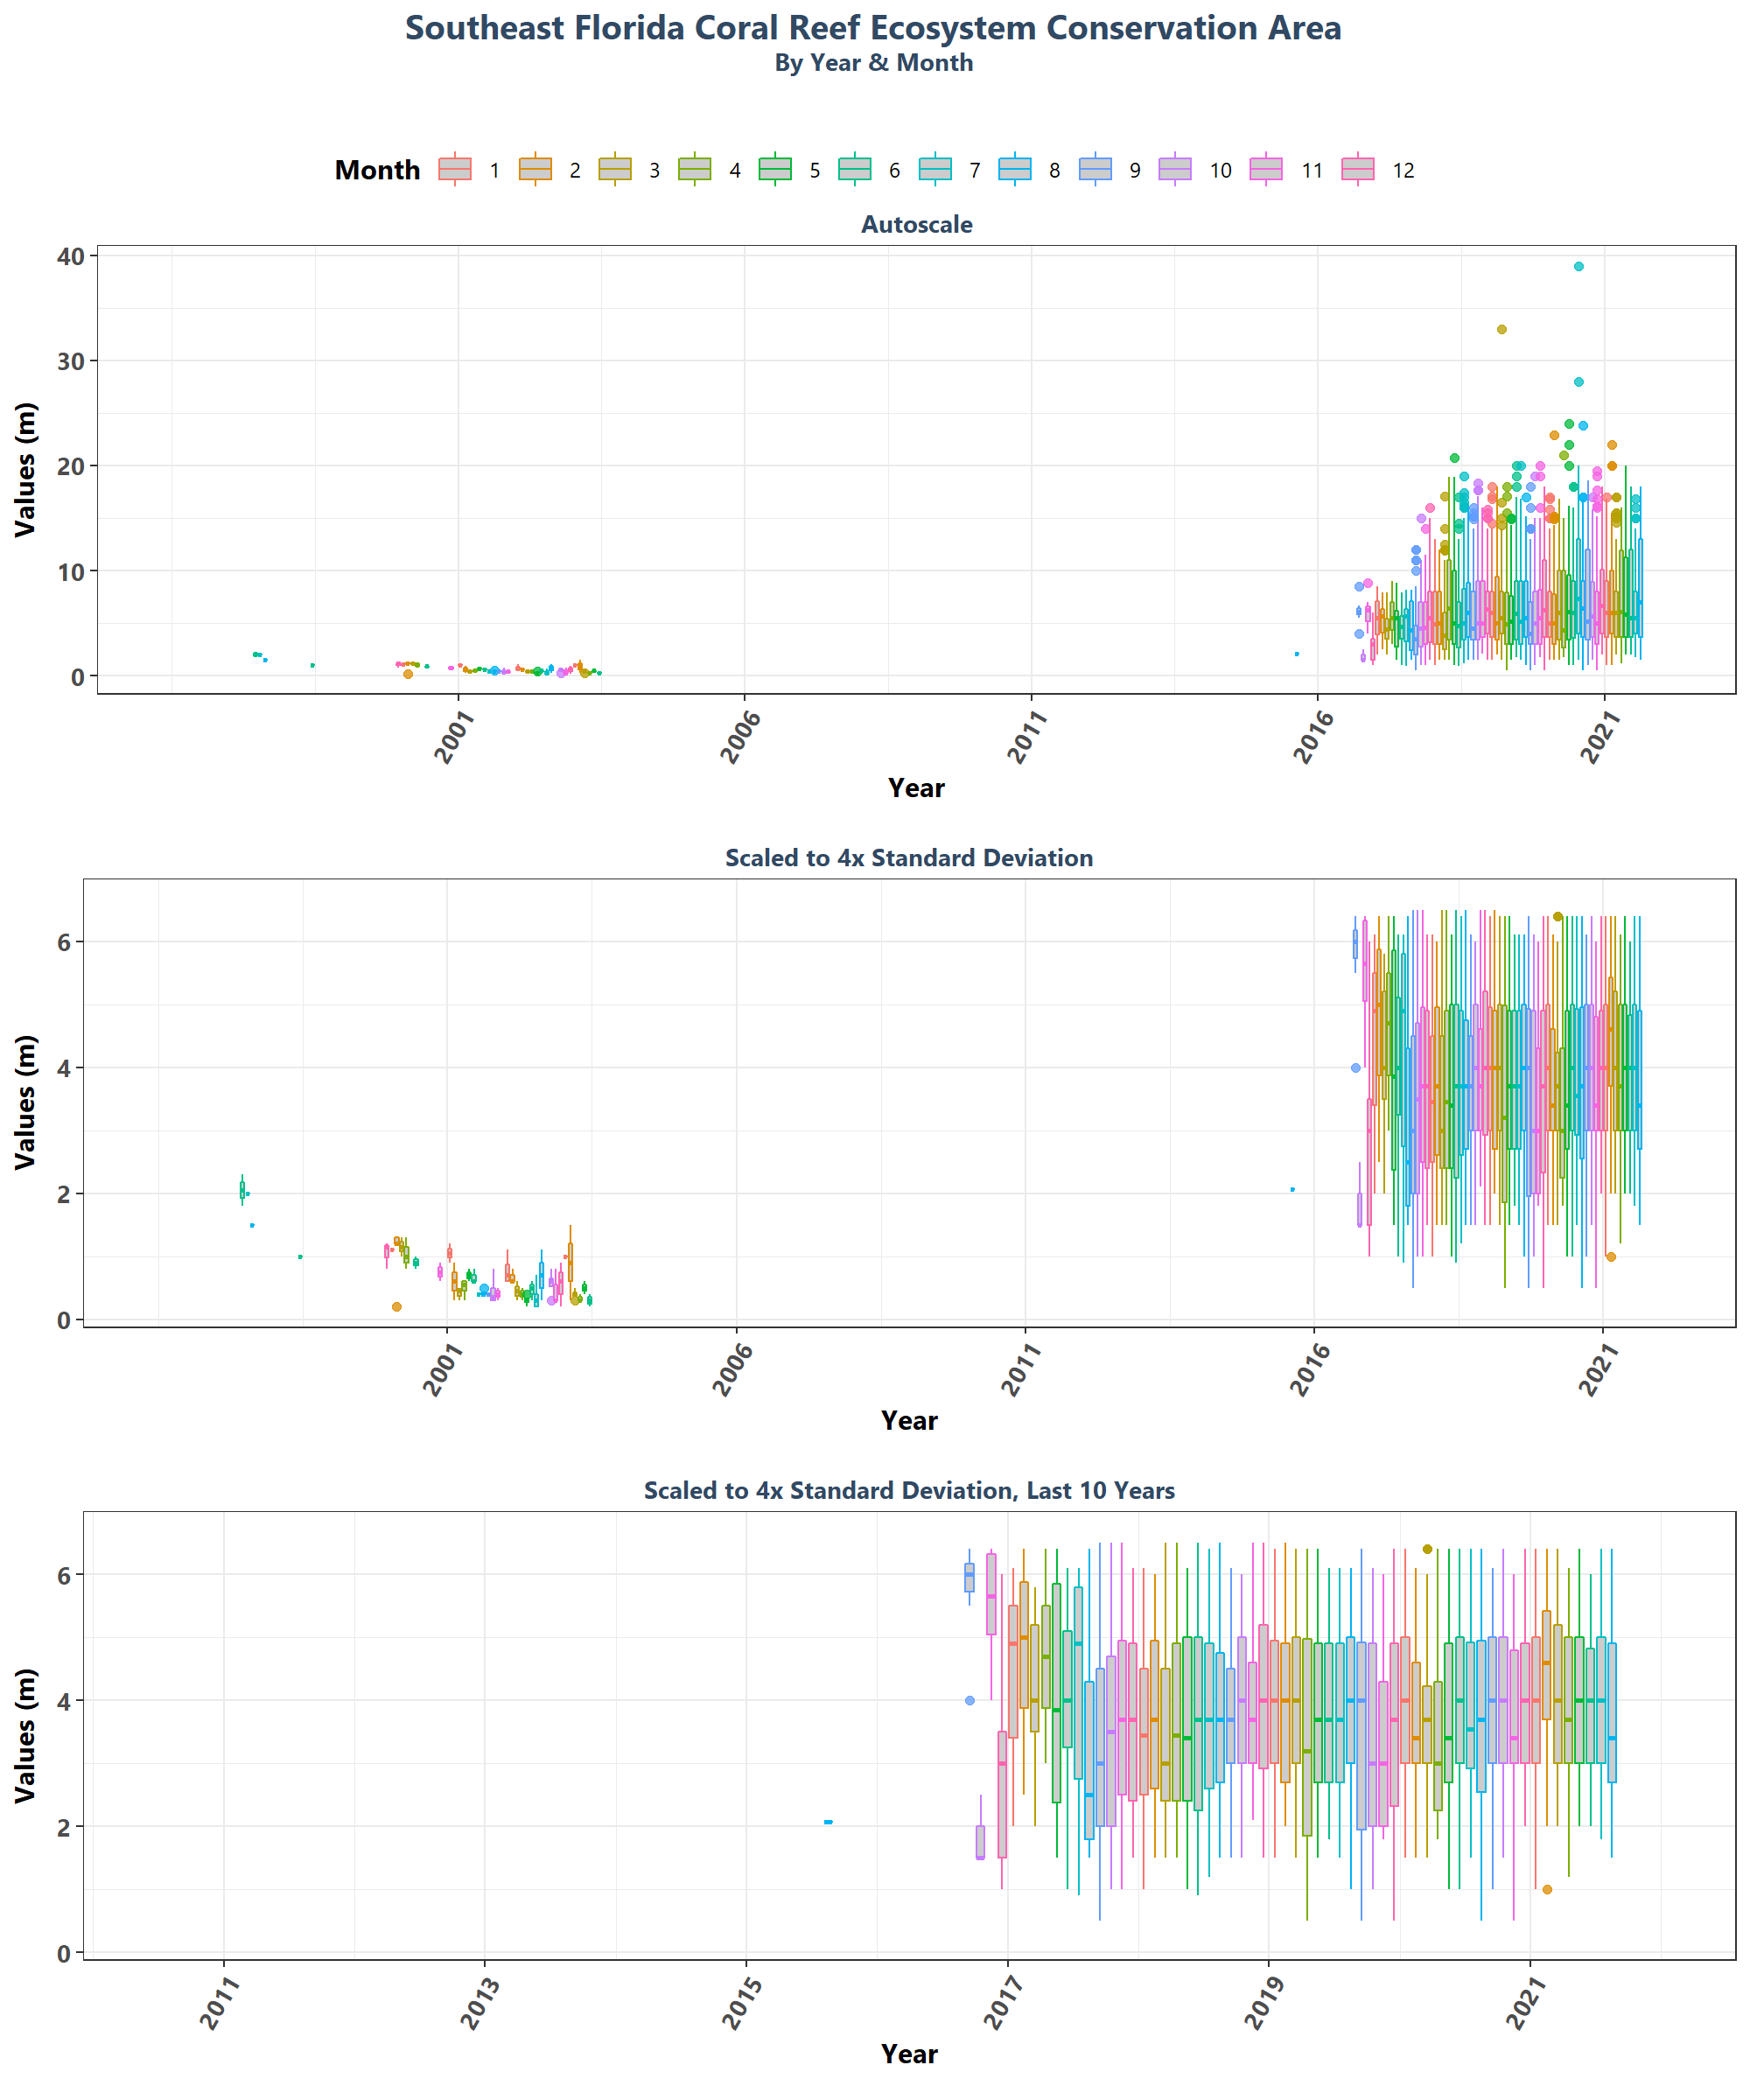 Southeast Florida Coral Reef Ecosystem Conservation Area
By Year & Month
Month 1 2 3 4 5 6 7 8 9 10 11 12
Autoscale
Values (m)
40
30
20
10
0
2001 2006 2011 2016 2021
Year
Scaled to 4x Standard Deviation
Values (m)
6
4
2
0
2001 2006 2011 2016 2021
Year
Scaled to 4x Standard Deviation, Last 10 Years
Values (m)
6
4
2
0
2011 2013 2015 2017 2019 2021
Year